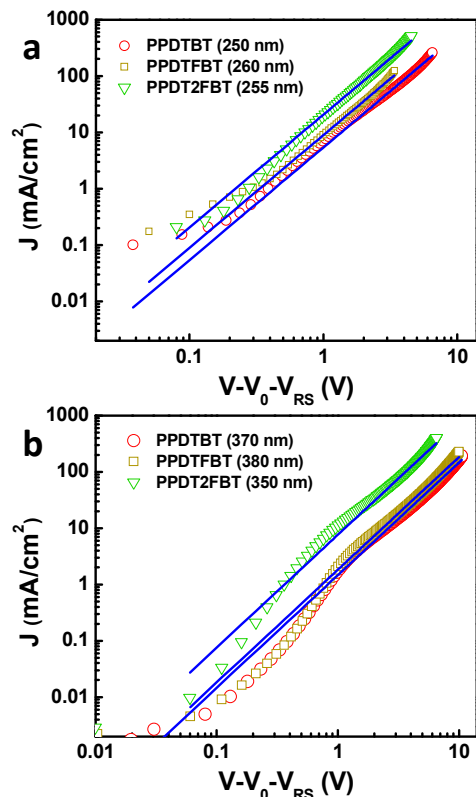 a
PPDTBT (250 nm)
PPDTFBT (260 nm)
PPDT2FBT (255 nm)
1000
100
10
1
0.1
0.01
J (mA/cm²)
0.1
1
10
V-V₀-V_RS (V)
b
PPDTBT (370 nm)
PPDTFBT (380 nm)
PPDT2FBT (350 nm)
1000
100
10
1
0.1
0.01
J (mA/cm²)
0.01
0.1
1
10
V-V₀-V_RS (V)